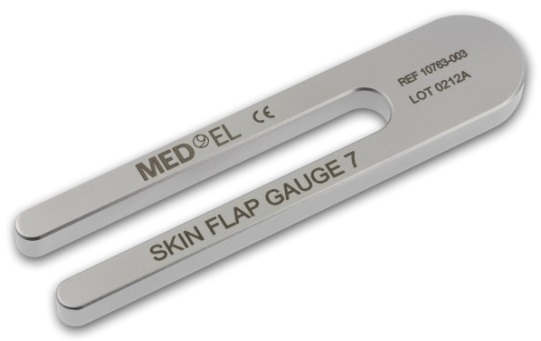 MED EL CE
SKIN FLAP GAUGE 7
REF 10763-003
LOT 0212A